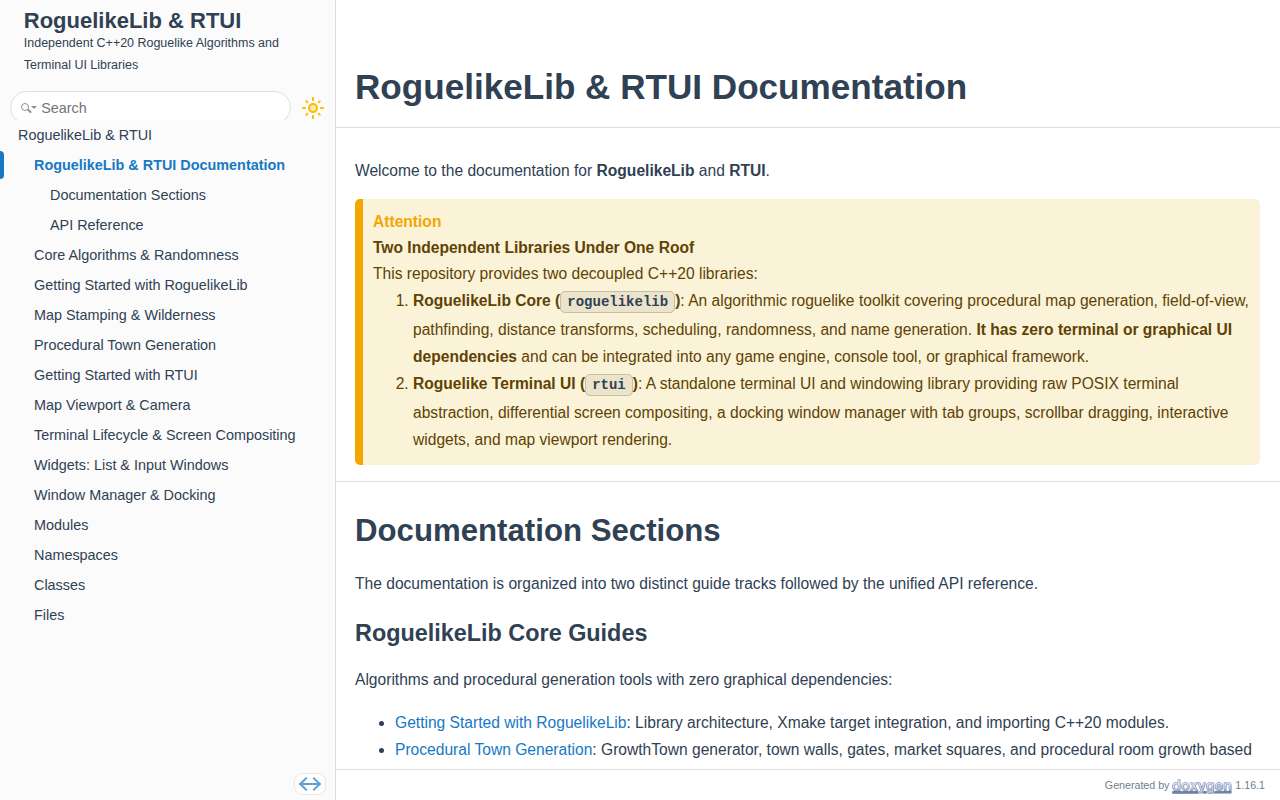 RoguelikeLib & RTUI
Independent C++20 Roguelike Algorithms and
Terminal UI Libraries
Search
RoguelikeLib & RTUI
RoguelikeLib & RTUI Documentation
Documentation Sections
API Reference
Core Algorithms & Randomness
Getting Started with RoguelikeLib
Map Stamping & Wilderness
Procedural Town Generation
Getting Started with RTUI
Map Viewport & Camera
Terminal Lifecycle & Screen Compositing
Widgets: List & Input Windows
Window Manager & Docking
Modules
Namespaces
Classes
Files
RoguelikeLib & RTUI Documentation
Welcome to the documentation for RoguelikeLib and RTUI.
Attention
Two Independent Libraries Under One Roof
This repository provides two decoupled C++20 libraries:
1. RoguelikeLib Core (roguelikelib): An algorithmic roguelike toolkit covering procedural map generation, field-of-view,
pathfinding, distance transforms, scheduling, randomness, and name generation. It has zero terminal or graphical UI
dependencies and can be integrated into any game engine, console tool, or graphical framework.
2. Roguelike Terminal UI (rtui): A standalone terminal UI and windowing library providing raw POSIX terminal
abstraction, differential screen compositing, a docking window manager with tab groups, scrollbar dragging, interactive
widgets, and map viewport rendering.
Documentation Sections
The documentation is organized into two distinct guide tracks followed by the unified API reference.
RoguelikeLib Core Guides
Algorithms and procedural generation tools with zero graphical dependencies:
• Getting Started with RoguelikeLib: Library architecture, Xmake target integration, and importing C++20 modules.
• Procedural Town Generation: GrowthTown generator, town walls, gates, market squares, and procedural room growth based
Generated by doxygen 1.16.1